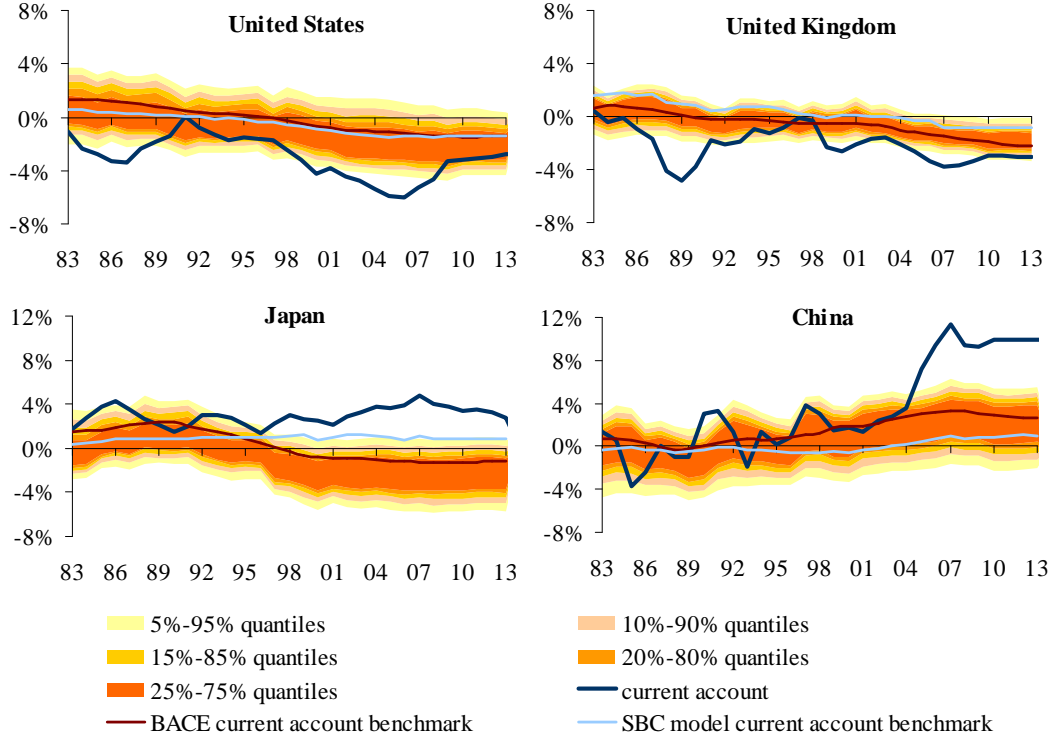 United States
8%
4%
0%
-4%
-8%
83 86 89 92 95 98 01 04 07 10 13
United Kingdom
8%
4%
0%
-4%
-8%
83 86 89 92 95 98 01 04 07 10 13
Japan
12%
8%
4%
0%
-4%
-8%
83 86 89 92 95 98 01 04 07 10 13
China
12%
8%
4%
0%
-4%
-8%
83 86 89 92 95 98 01 04 07 10 13
5%-95% quantiles
10%-90% quantiles
15%-85% quantiles
20%-80% quantiles
25%-75% quantiles
current account
BACE current account benchmark
SBC model current account benchmark